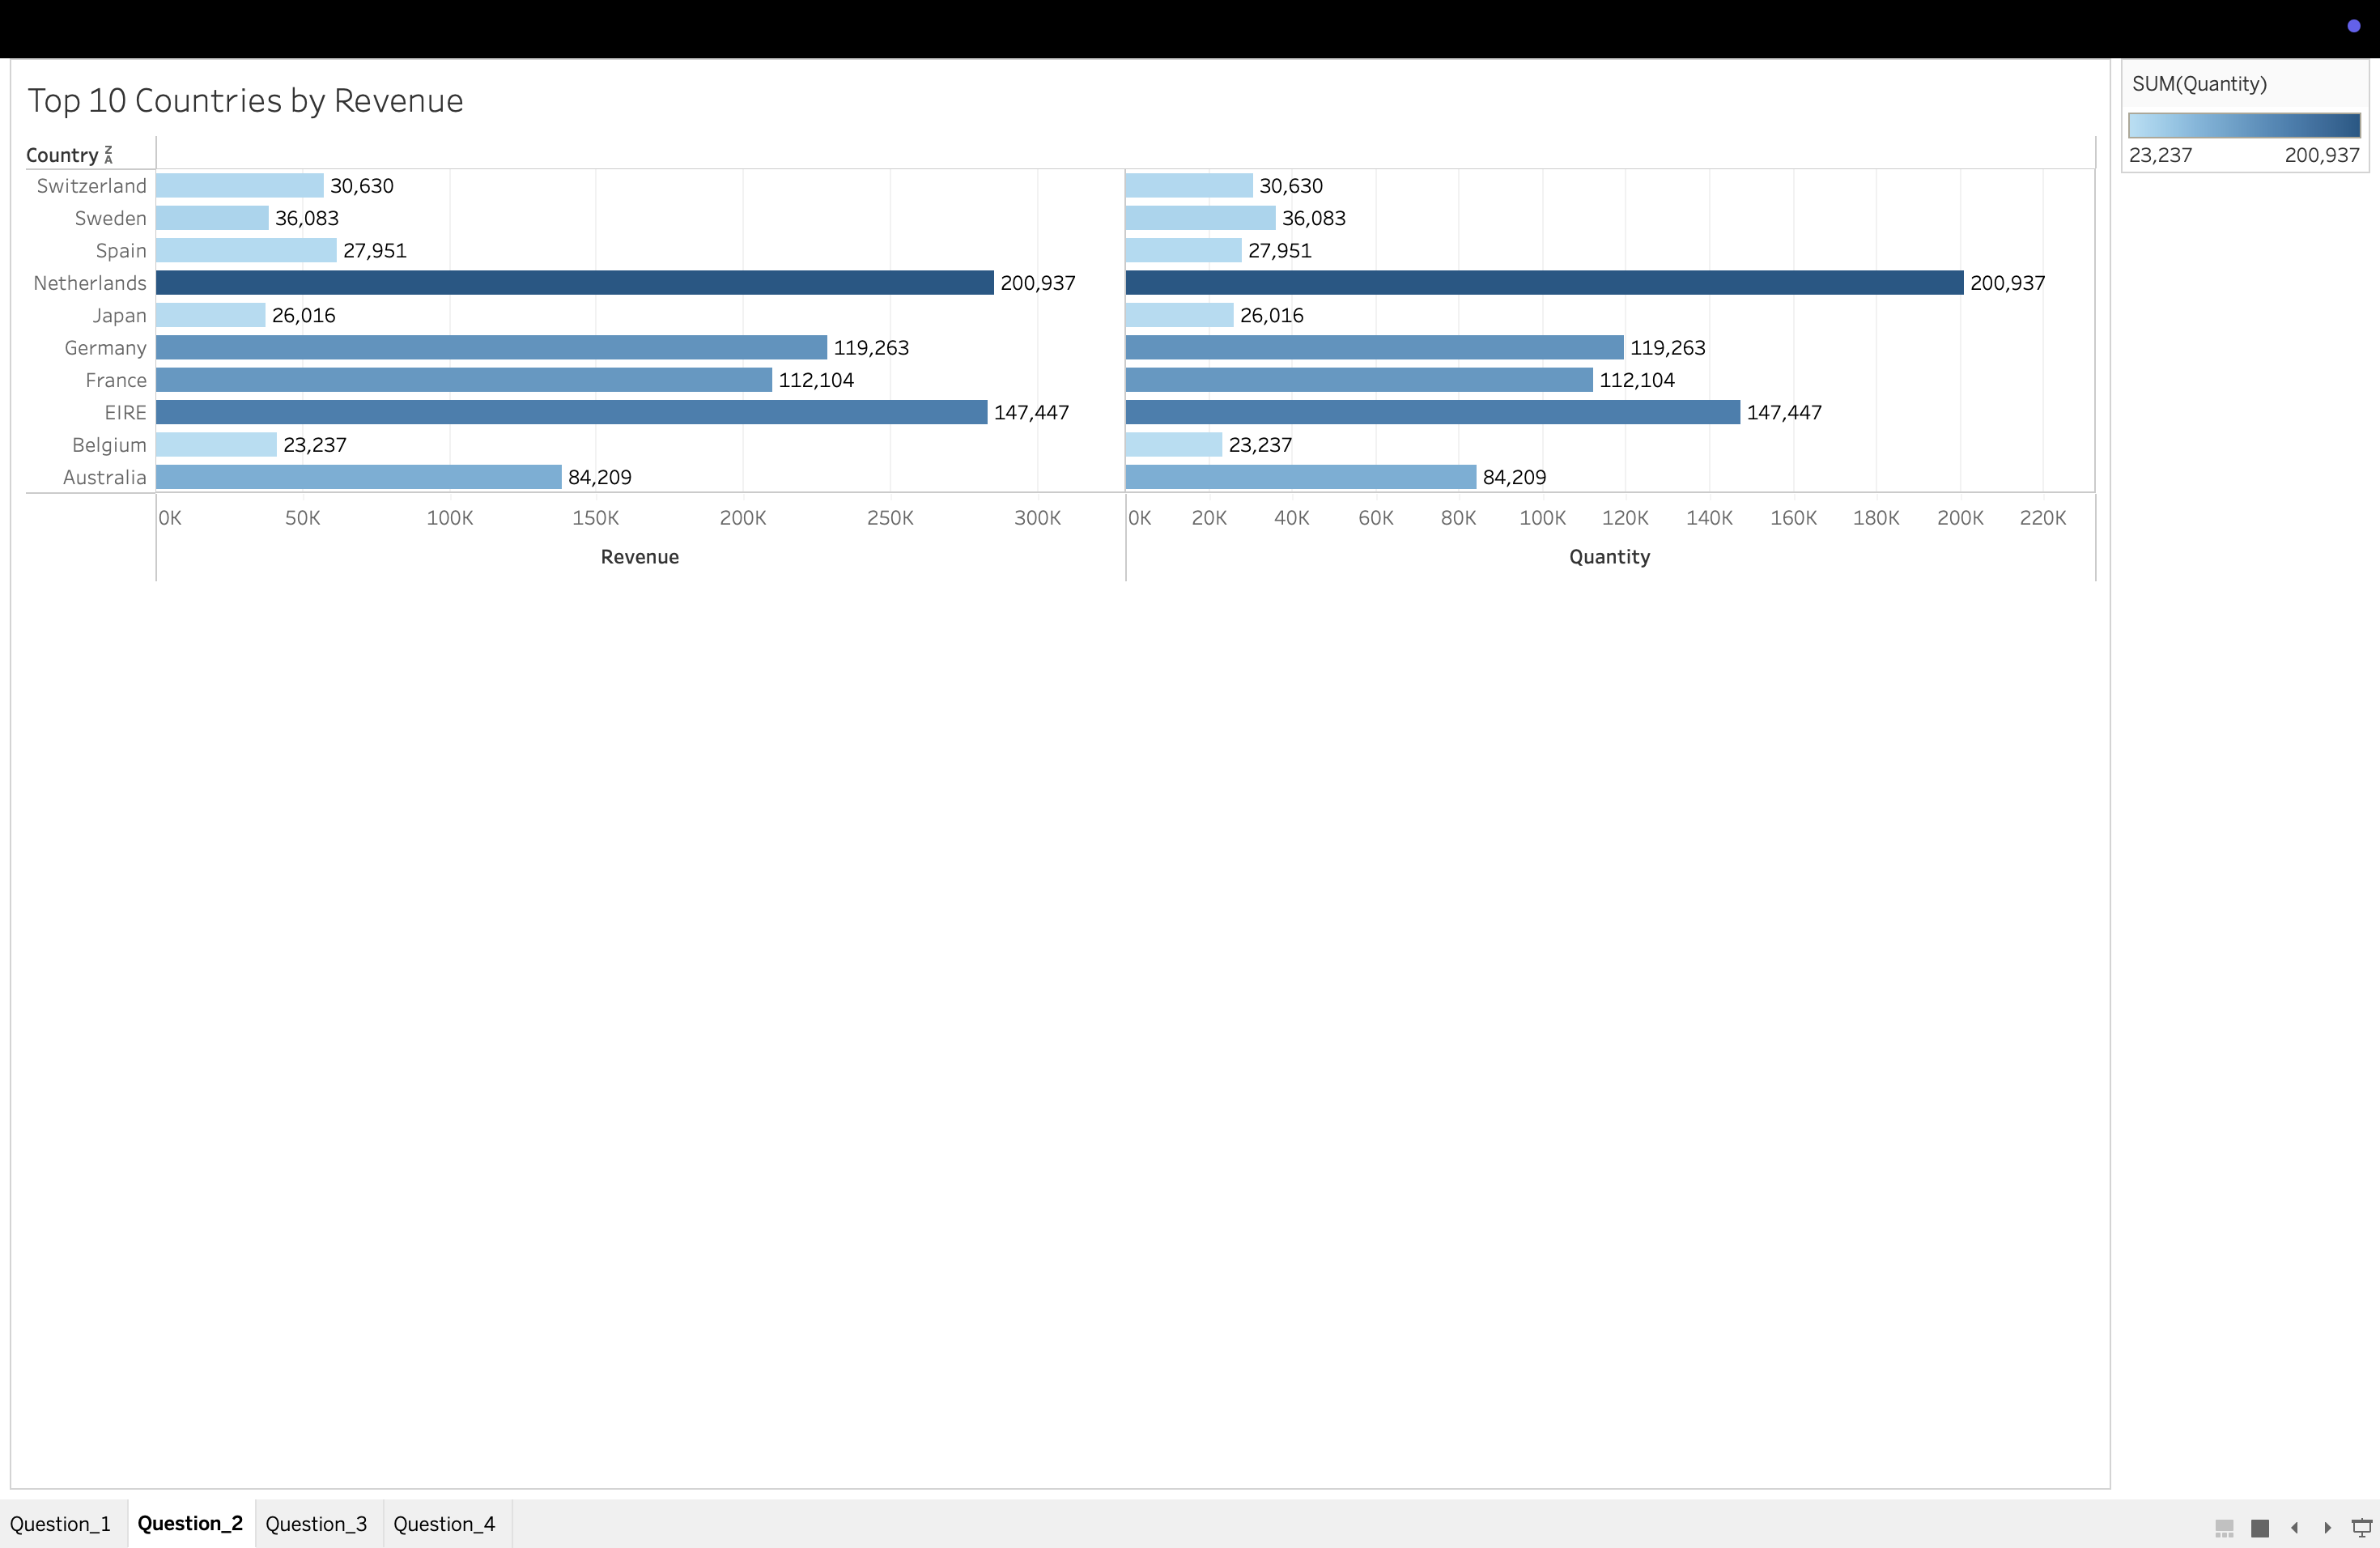 Top 10 Countries by Revenue
SUM(Quantity)
23,237 200,937
Country
Switzerland 30,630 30,630
Sweden 36,083 36,083
Spain 27,951 27,951
Netherlands 200,937 200,937
Japan 26,016 26,016
Germany 119,263 119,263
France 112,104 112,104
EIRE 147,447 147,447
Belgium 23,237 23,237
Australia 84,209 84,209
0K 50K 100K 150K 200K 250K 300K 0K 20K 40K 60K 80K 100K 120K 140K 160K 180K 200K 220K
Revenue Quantity
Question_1 Question_2 Question_3 Question_4